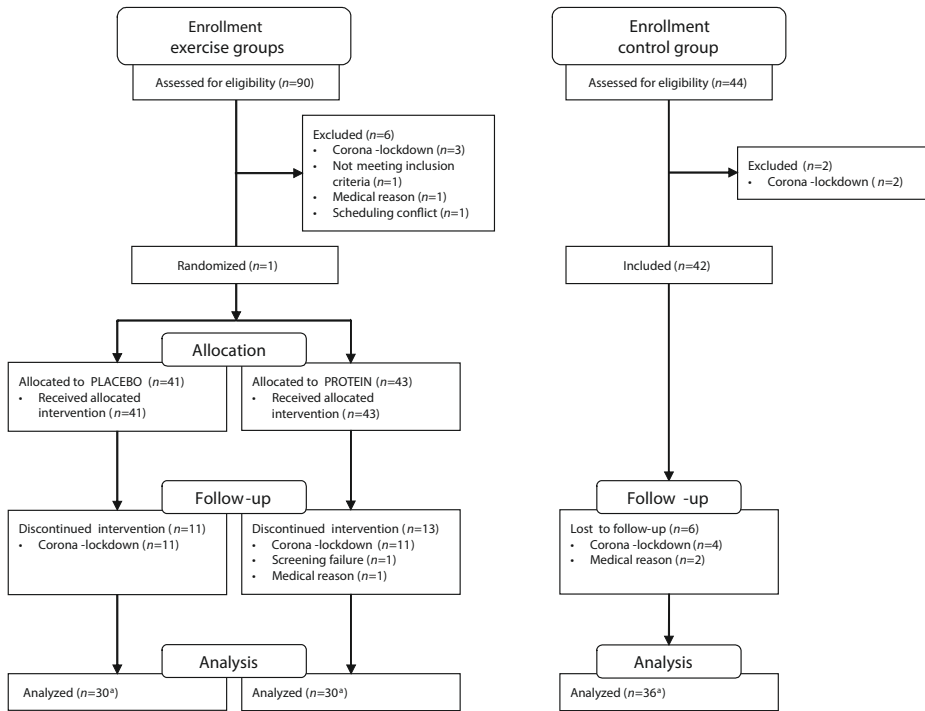 Enrollment
exercise groups
Assessed for eligibility (n=90)
Excluded (n=6)
• Corona -lockdown (n=3)
• Not meeting inclusion
criteria (n=1)
• Medical reason (n=1)
• Scheduling conflict (n=1)
Randomized (n=1)
Allocation
Allocated to PLACEBO (n=41)
• Received allocated
intervention (n=41)
Allocated to PROTEIN (n=43)
• Received allocated
intervention (n=43)
Follow-up
Discontinued intervention (n=11)
• Corona -lockdown (n=11)
Discontinued intervention (n=13)
• Corona -lockdown (n=11)
• Screening failure (n=1)
• Medical reason (n=1)
Analysis
Analyzed (n=30ᵃ)
Analyzed (n=30ᵃ)
Enrollment
control group
Assessed for eligibility (n=44)
Excluded (n=2)
• Corona -lockdown ( n=2)
Included (n=42)
Follow -up
Lost to follow-up (n=6)
• Corona -lockdown (n=4)
• Medical reason (n=2)
Analysis
Analyzed (n=36ᵃ)